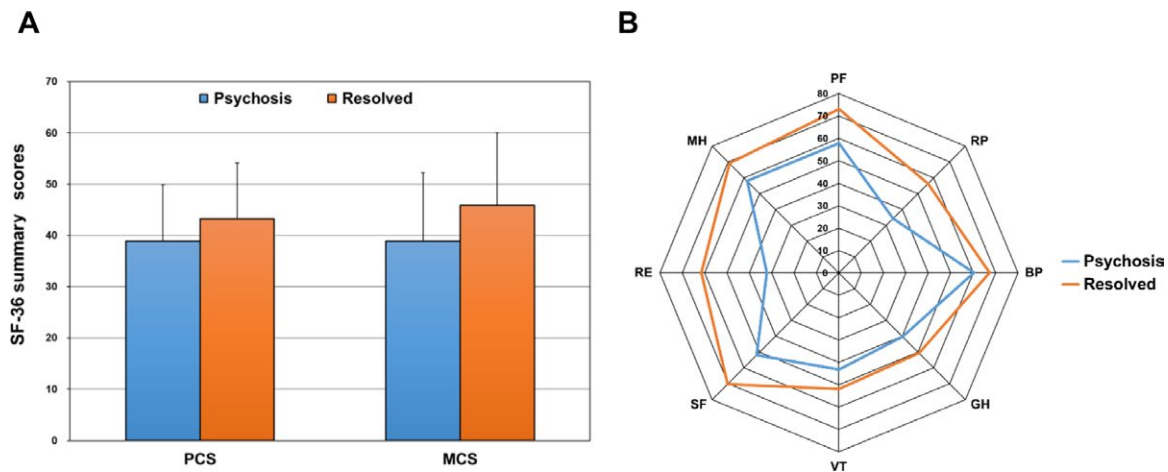 A
SF-36 summary scores
70
60
50
40
30
20
10
0
Psychosis
Resolved
PCS
MCS
B
PF
80
70
60
50
40
30
20
10
0
MH
RP
RE
BP
SF
GH
VT
Psychosis
Resolved